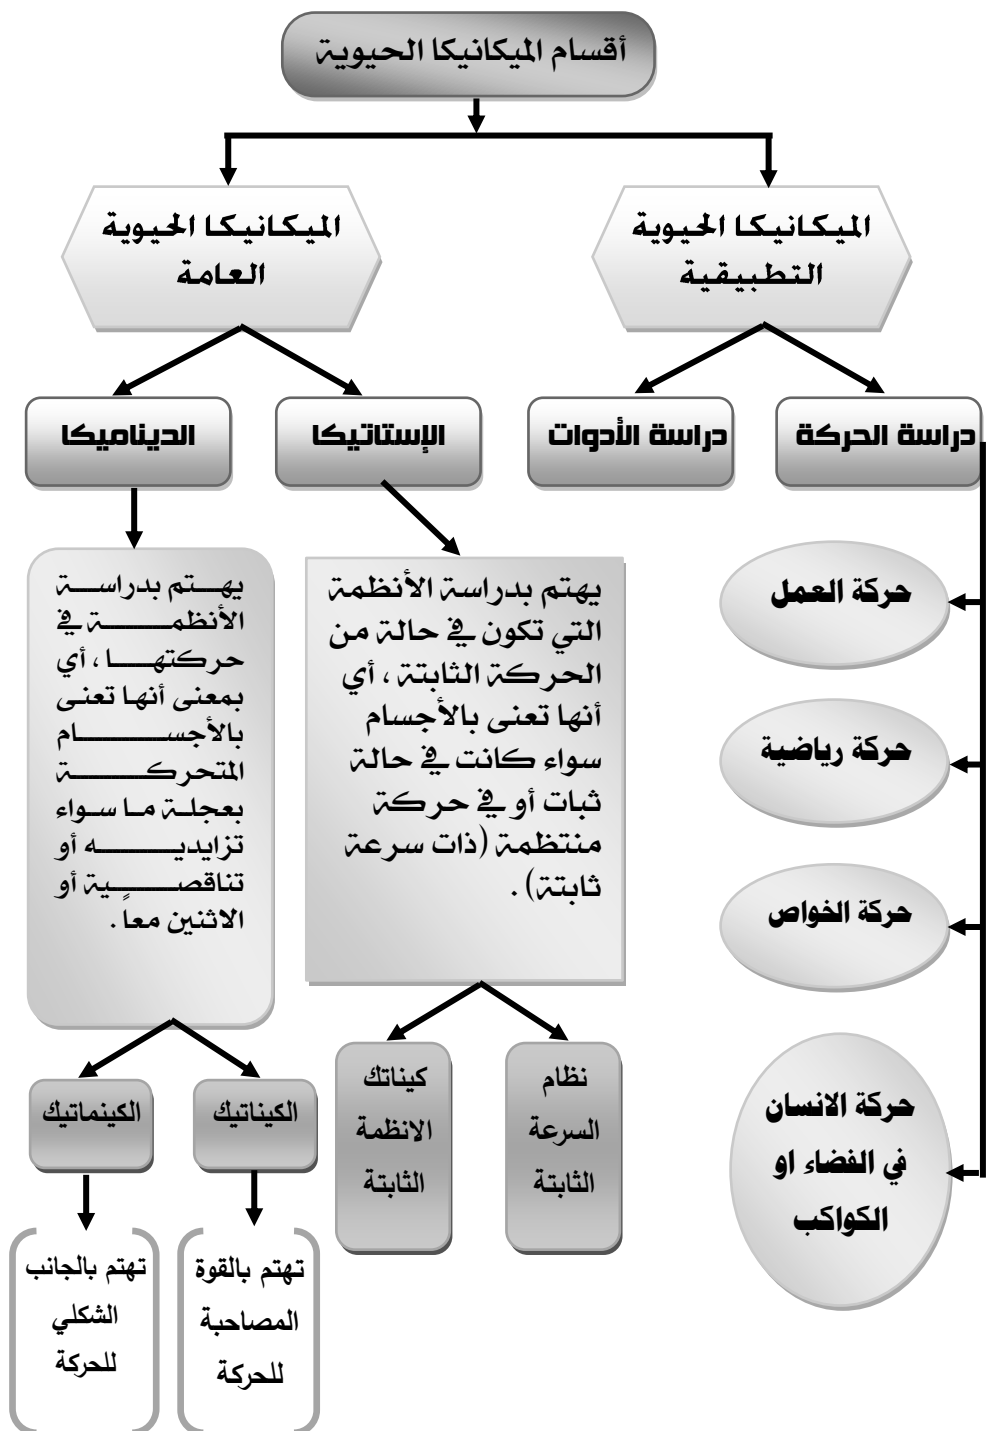 أقسام الميكانيكا الحيوية
الميكانيكا الحيوية
التطبيقية
الميكانيكا الحيوية
العامة
دراسة الحركة
دراسة الأدوات
الإستاتيكا
الديناميكا
حركة العمل
حركة رياضية
حركة الخواص
حركة الانسان
في الفضاء او
الكواكب
يهتم بدراسة الأنظمة
التي تكون في حالة من
الحركة الثابتة ، أي
أنها تعنى بالأجسام
سواء كانت في حالة
ثبات أو في حركة
منتظمة (ذات سرعة
ثابتة) .
يهتم بدراسة
الأنظمة في
حركتها ، أي
بمعنى أنها تعنى
بالأجسام
المتحركة
بعجلة ما سواء
تزايديه أو
تناقصية أو
الاثنين معاً .
نظام
السرعة
الثابتة
كيناتك
الانظمة
الثابتة
الكيناتيك
الكينماتيك
تهتم بالقوة
المصاحبة
للحركة
تهتم بالجانب
الشكلي
للحركة